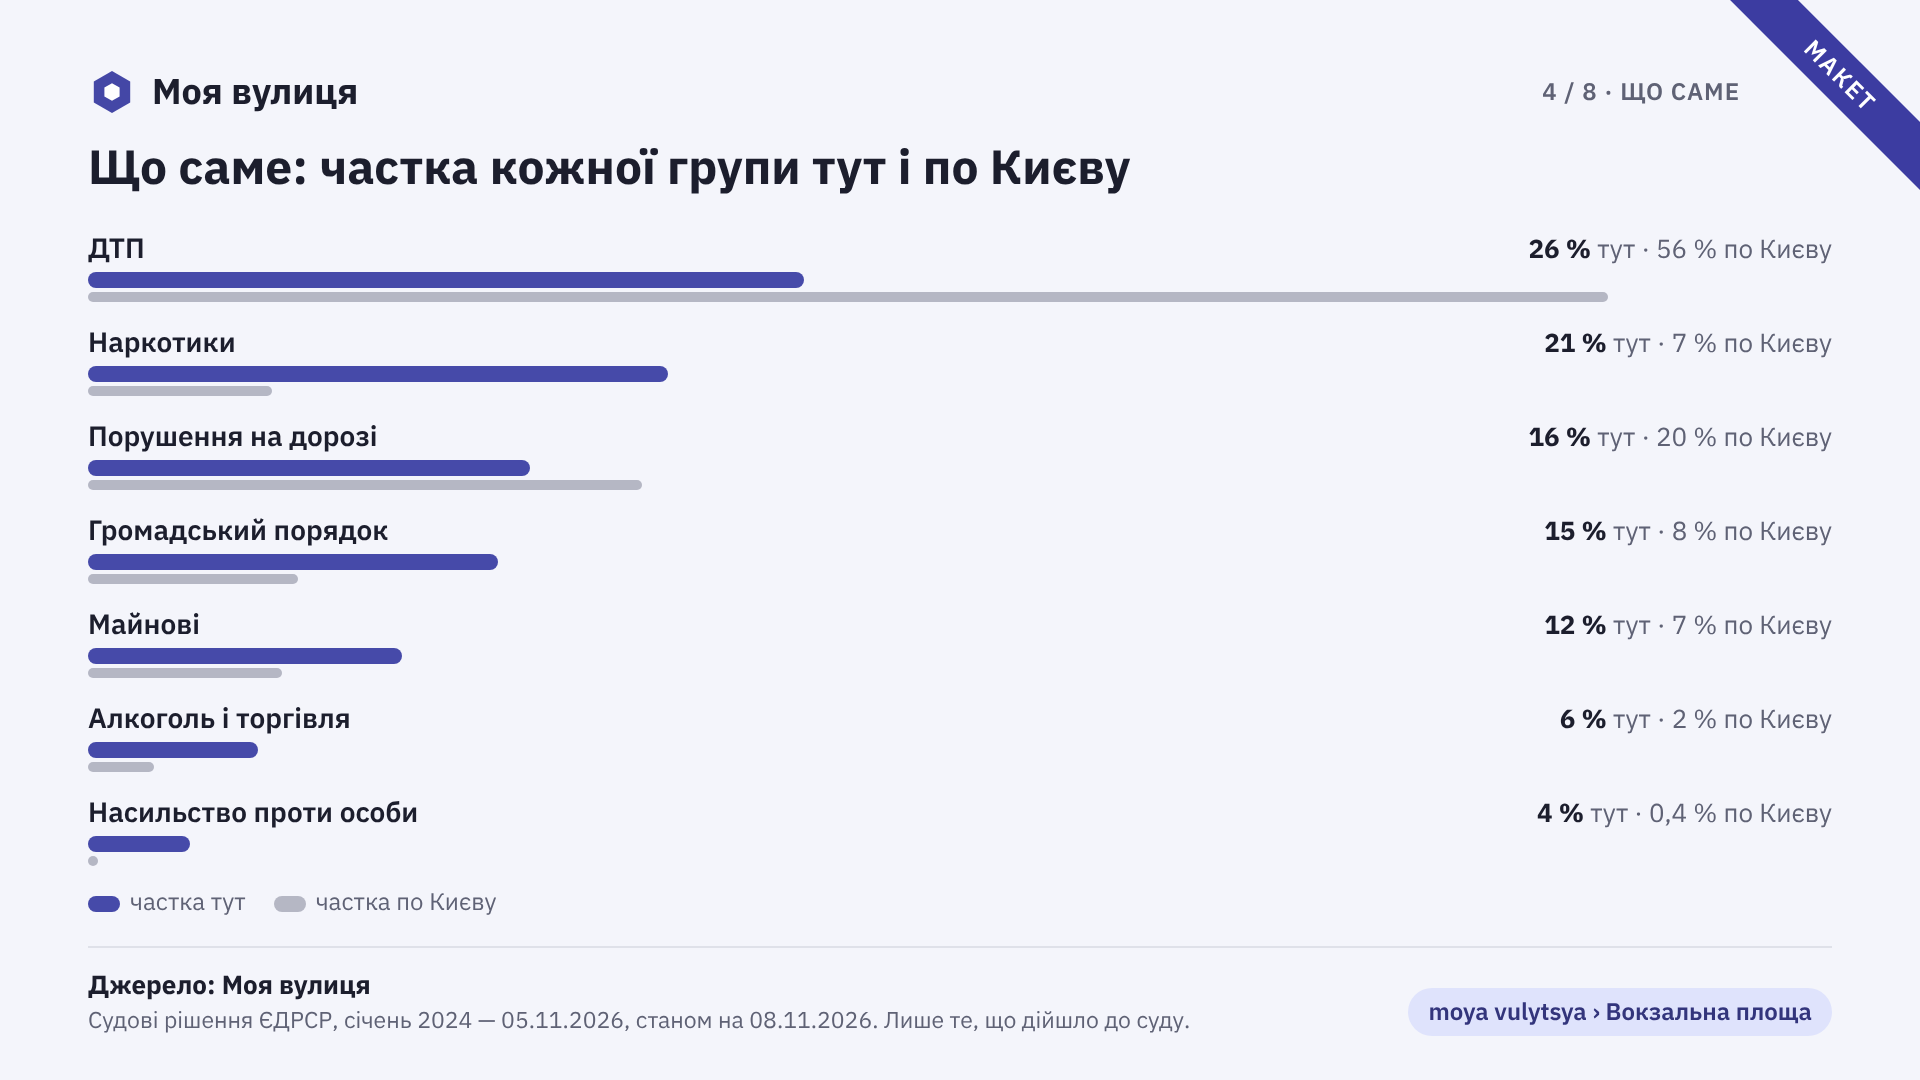 Моя вулиця
4 / 8 · ЩО САМЕ
МАКЕТ
Що саме: частка кожної групи тут і по Києву
ДТП
26 % тут · 56 % по Києву
Наркотики
21 % тут · 7 % по Києву
Порушення на дорозі
16 % тут · 20 % по Києву
Громадський порядок
15 % тут · 8 % по Києву
Майнові
12 % тут · 7 % по Києву
Алкоголь і торгівля
6 % тут · 2 % по Києву
Насильство проти особи
4 % тут · 0,4 % по Києву
частка тут
частка по Києву
Джерело: Моя вулиця
Судові рішення ЄДРСР, січень 2024 — 05.11.2026, станом на 08.11.2026. Лише те, що дійшло до суду.
moya vulytsya › Вокзальна площа